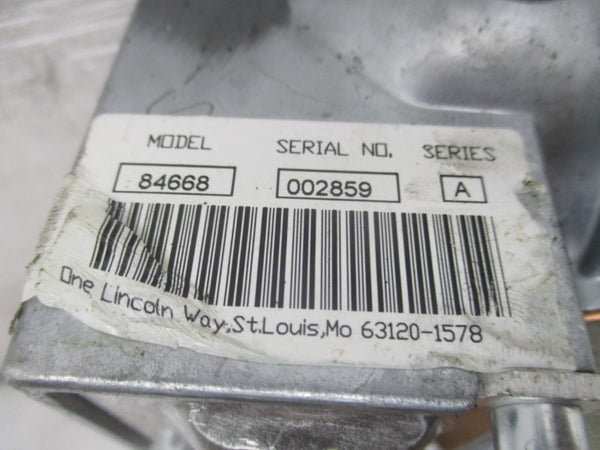 MODEL SERIAL NO. SERIES
84668 002859 A
One Lincoln Way,St.Louis,Mo 63120-1578